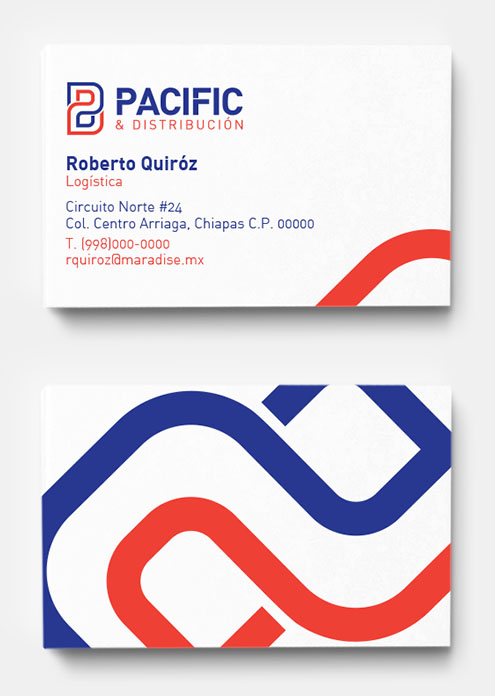 PACIFIC
& DISTRIBUCIÓN
Roberto Quiróz
Logística
Circuito Norte #24
Col. Centro Arriaga, Chiapas C.P. 00000
T. (998)000-0000
rquiroz@maradise.mx